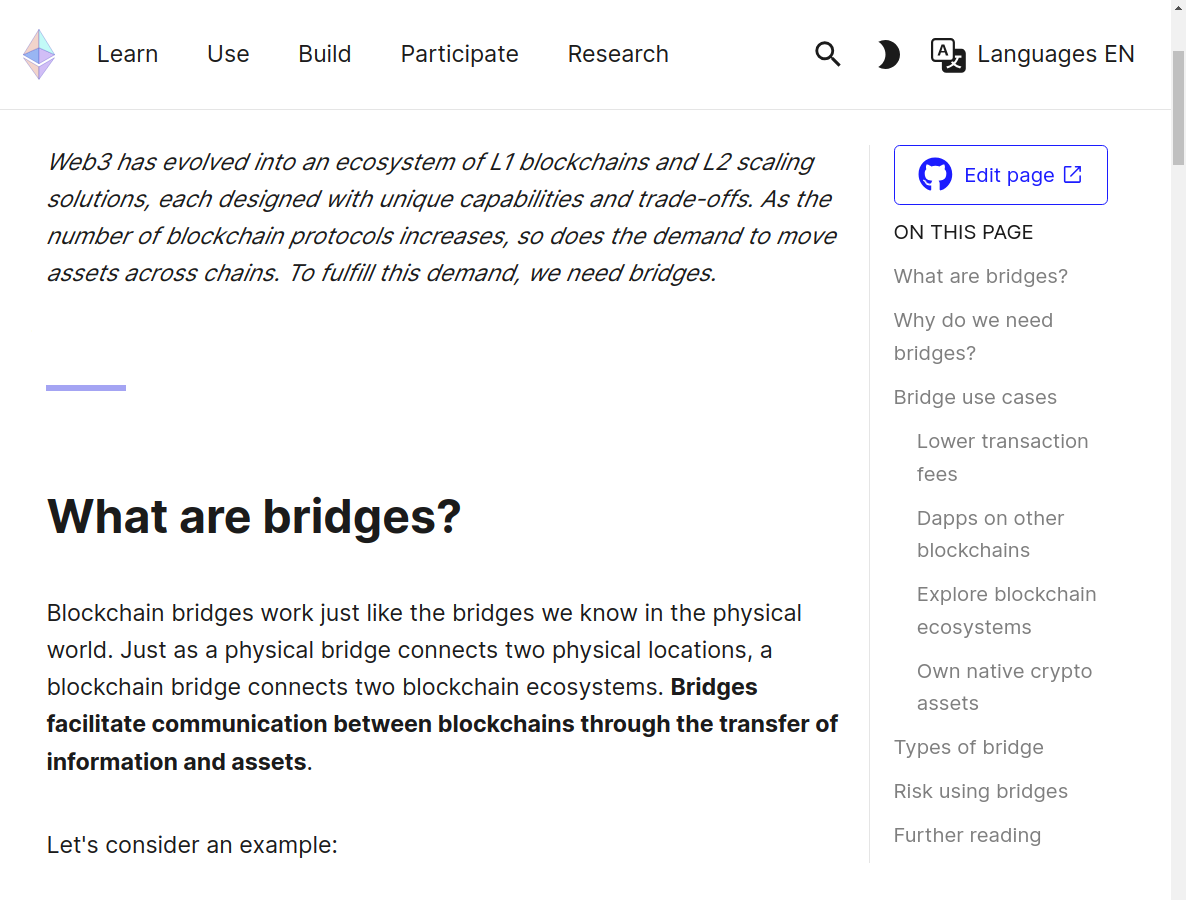 Learn
Use
Build
Participate
Research
Languages EN
Web3 has evolved into an ecosystem of L1 blockchains and L2 scaling
solutions, each designed with unique capabilities and trade-offs. As the
number of blockchain protocols increases, so does the demand to move
assets across chains. To fulfill this demand, we need bridges.
What are bridges?
Blockchain bridges work just like the bridges we know in the physical
world. Just as a physical bridge connects two physical locations, a
blockchain bridge connects two blockchain ecosystems. Bridges
facilitate communication between blockchains through the transfer of
information and assets.
Let's consider an example:
Edit page
ON THIS PAGE
What are bridges?
Why do we need
bridges?
Bridge use cases
Lower transaction
fees
Dapps on other
blockchains
Explore blockchain
ecosystems
Own native crypto
assets
Types of bridge
Risk using bridges
Further reading